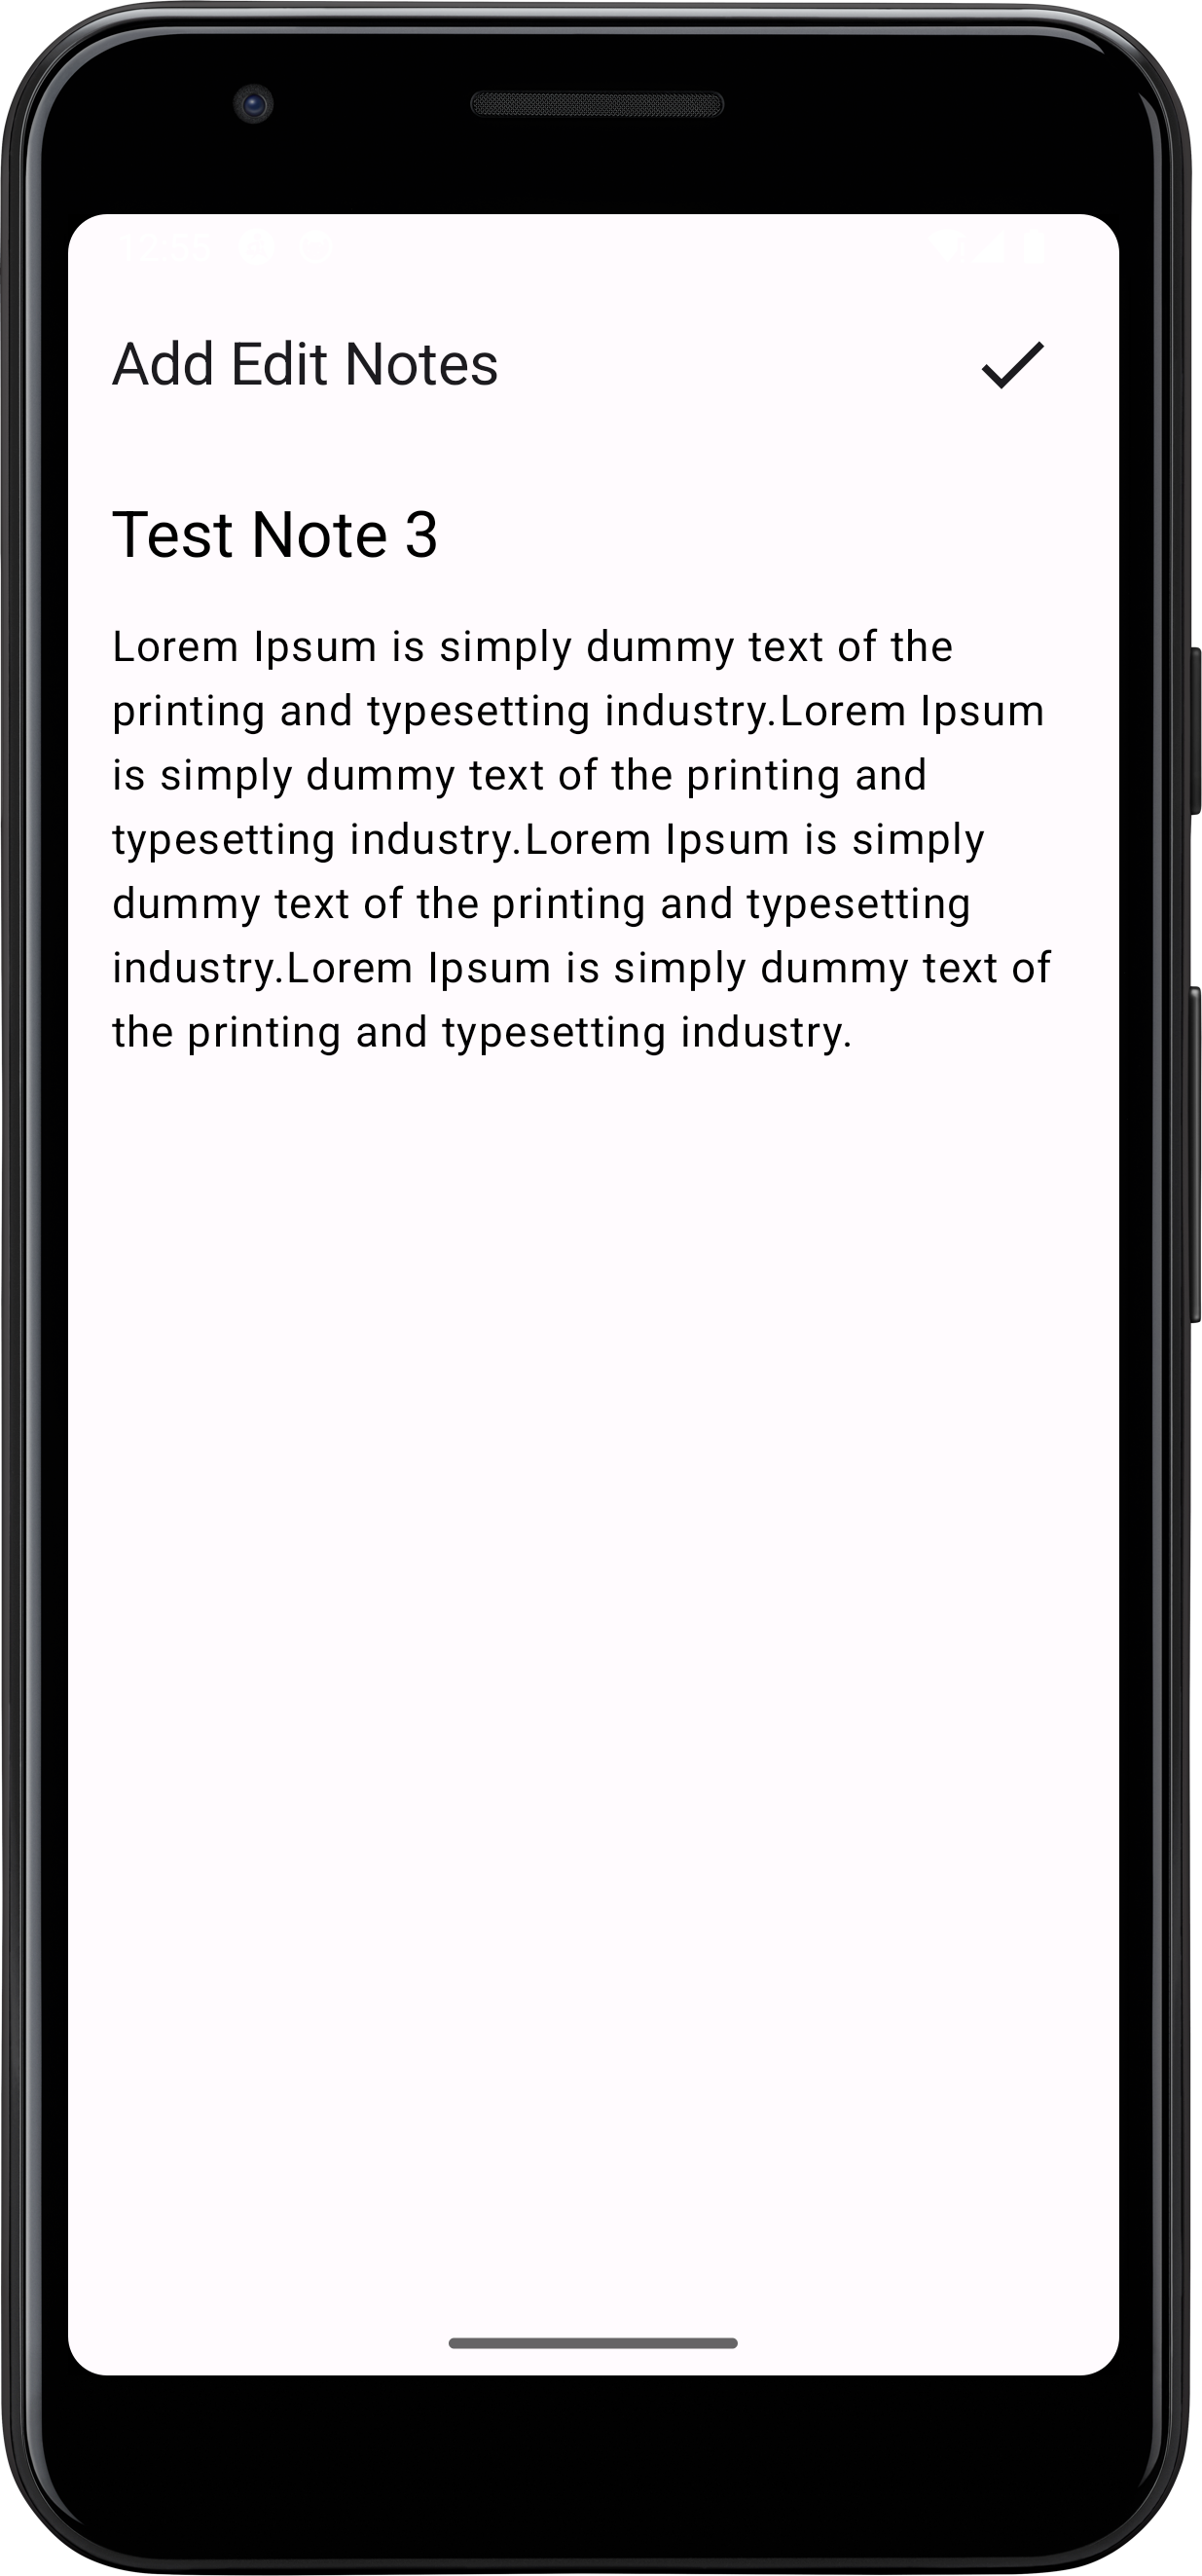 Add Edit Notes
Test Note 3
Lorem Ipsum is simply dummy text of the
printing and typesetting industry.Lorem Ipsum
is simply dummy text of the printing and
typesetting industry.Lorem Ipsum is simply
dummy text of the printing and typesetting
industry.Lorem Ipsum is simply dummy text of
the printing and typesetting industry.